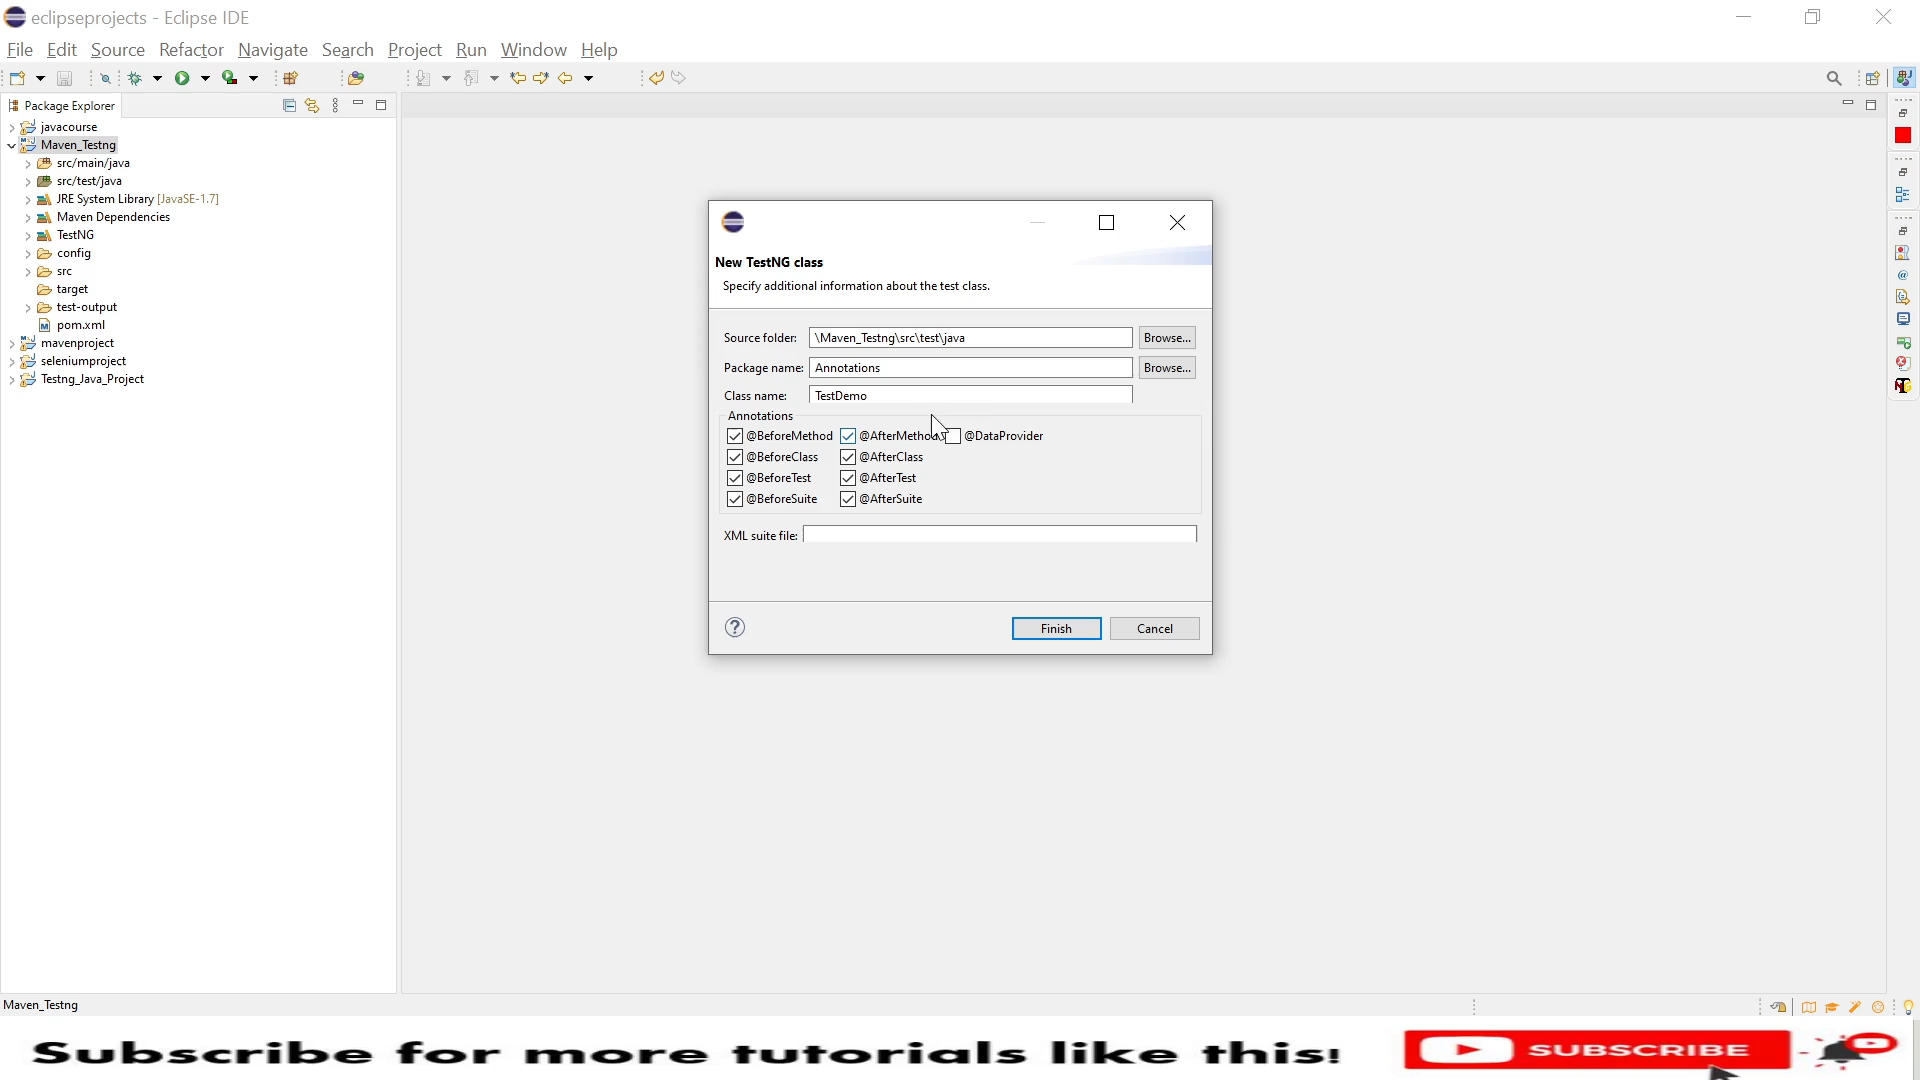 eclipseprojects - Eclipse IDE
File Edit Source Refactor Navigate Search Project Run Window Help
Package Explorer
javacourse
Maven_Testng
src/main/java
src/test/java
JRE System Library [JavaSE-1.7]
Maven Dependencies
TestNG
config
src
target
test-output
pom.xml
mavenproject
seleniumproject
Testng_Java_Project
New TestNG class
Specify additional information about the test class.
Source folder: \Maven_Testng\src\test\java Browse...
Package name: Annotations Browse...
Class name: TestDemo
Annotations
@BeforeMethod @AfterMethod @DataProvider
@BeforeClass @AfterClass
@BeforeTest @AfterTest
@BeforeSuite @AfterSuite
XML suite file:
Finish Cancel
Maven_Testng
Subscribe for more tutorials like this! SUBSCRIBE